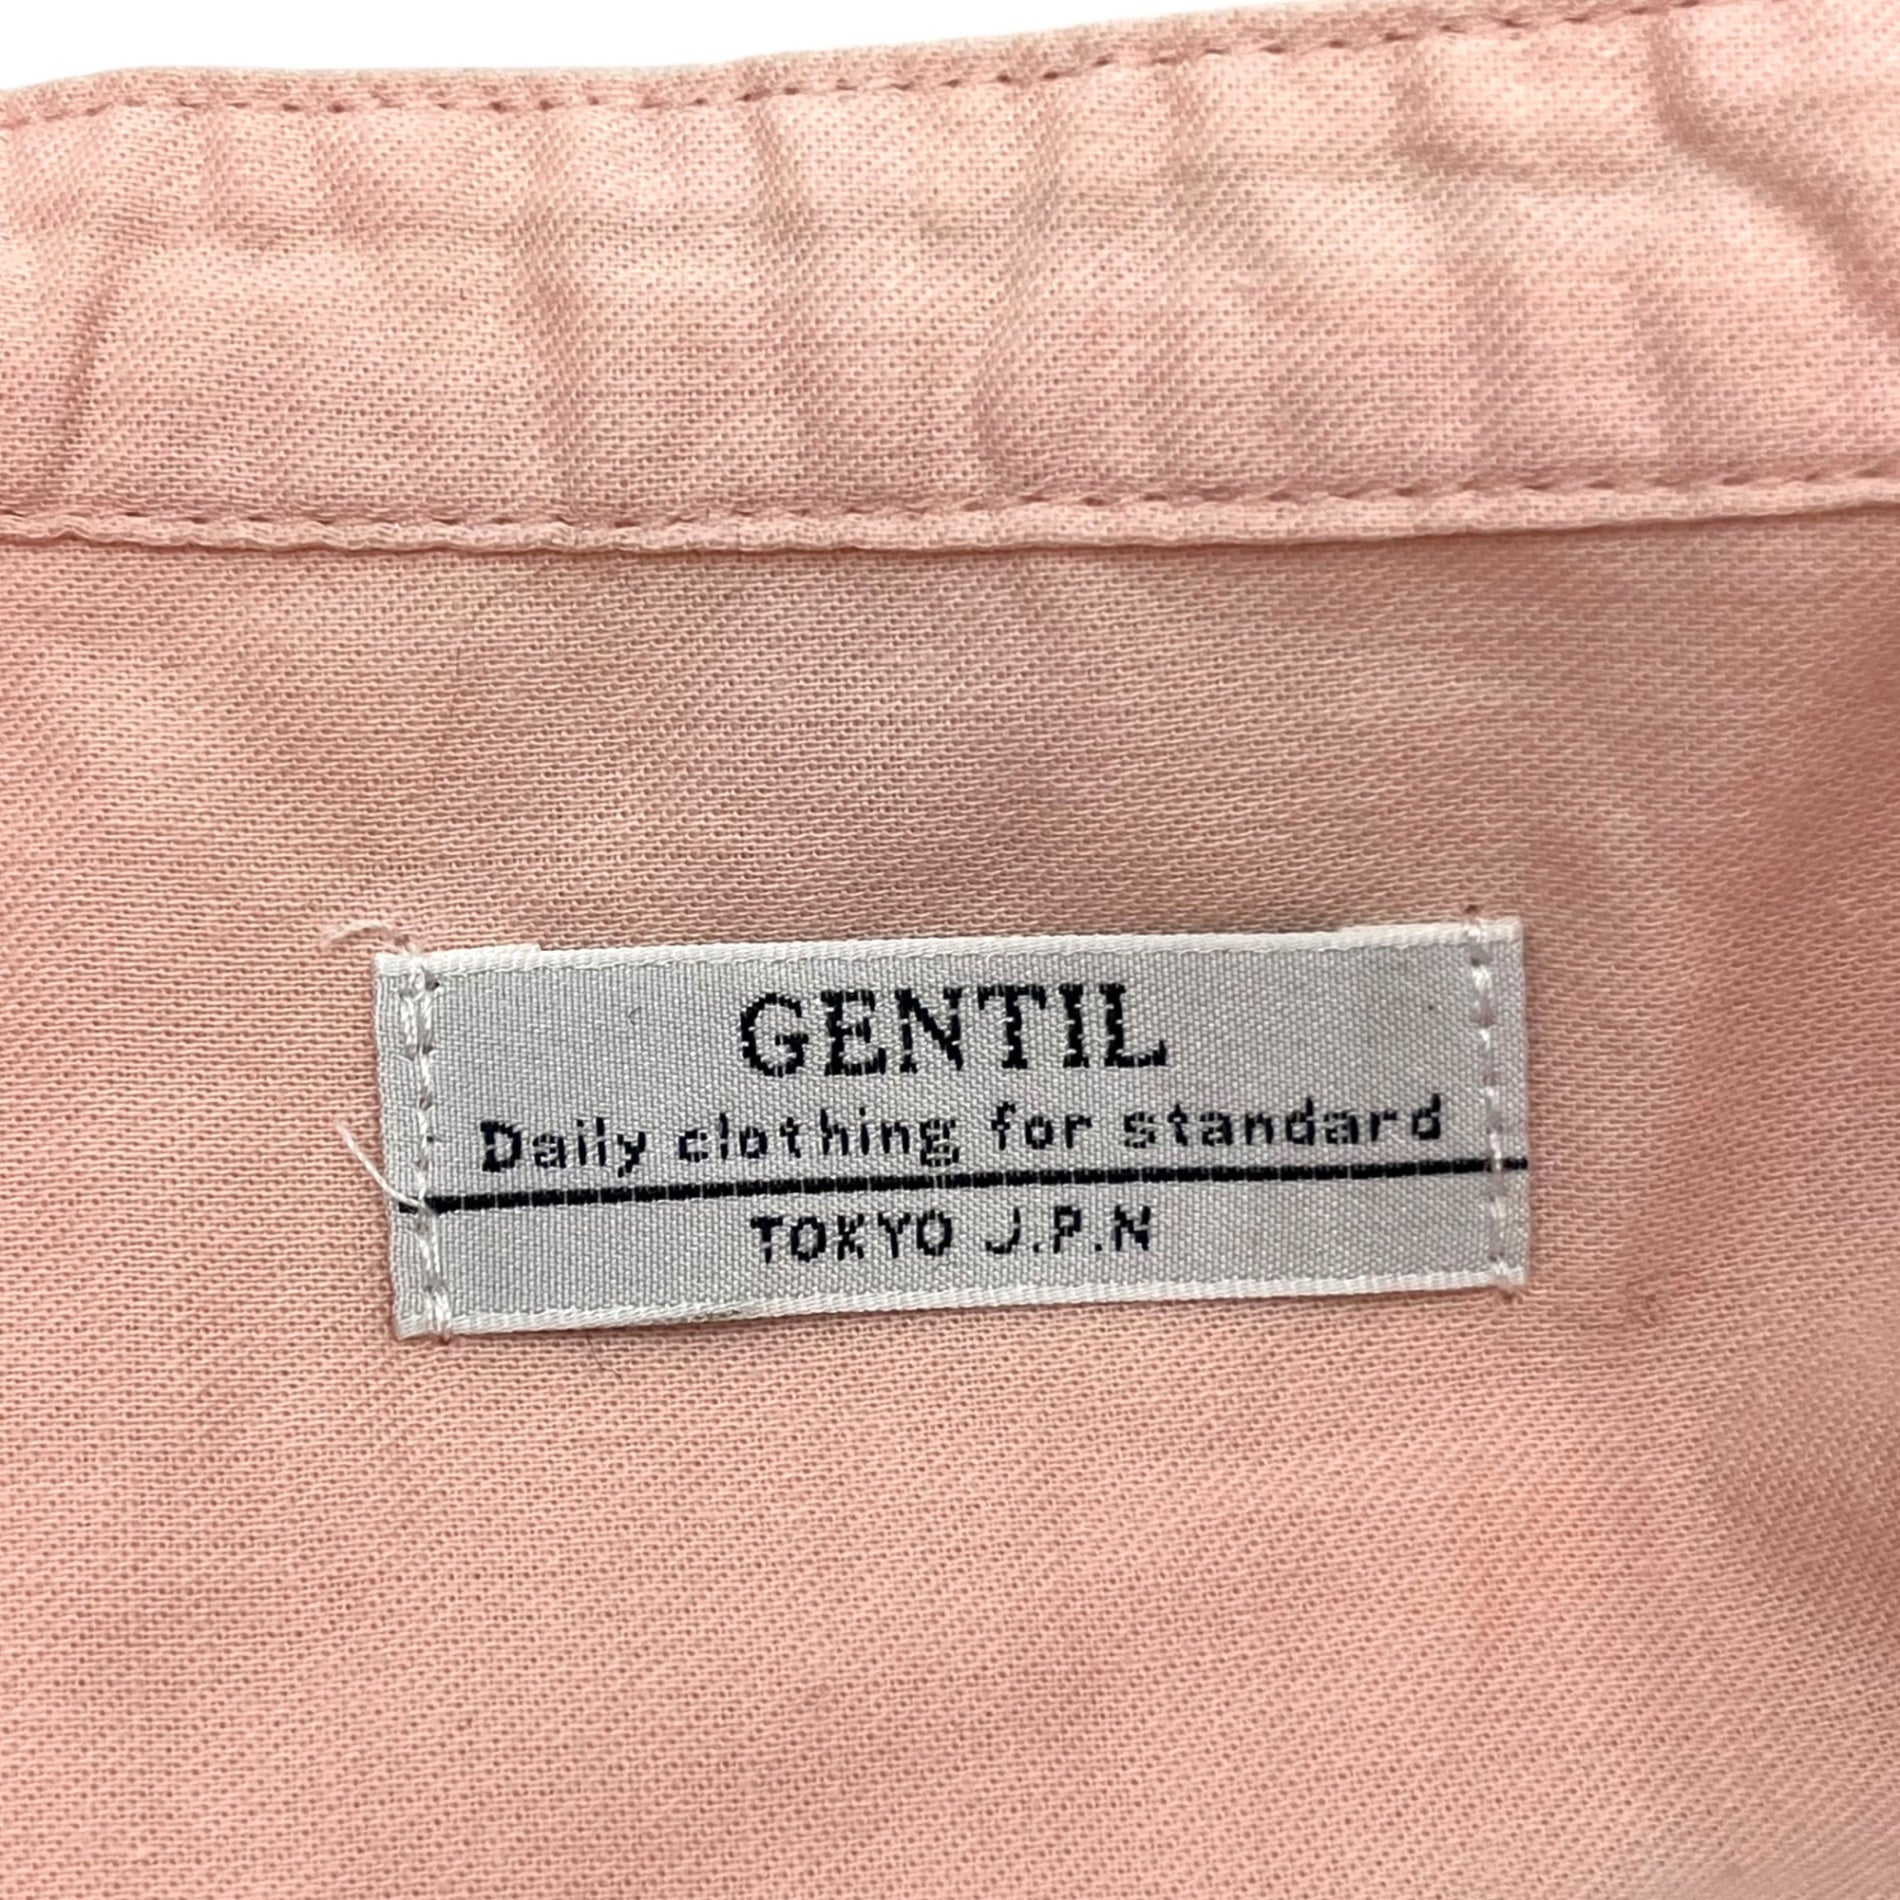 GENTIL
Daily clothing for standard
TOKYO J.P.N